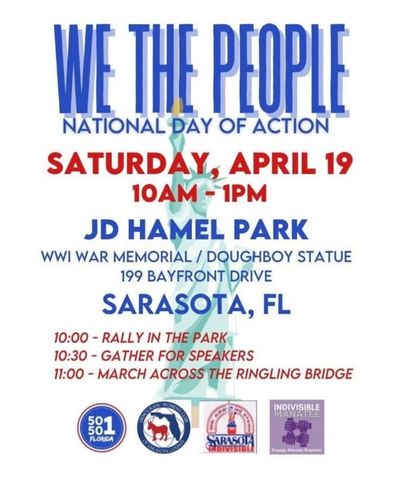 WE THE PEOPLE
NATIONAL DAY OF ACTION
SATURDAY, APRIL 19
10AM - 1PM
JD HAMEL PARK
WWI WAR MEMORIAL / DOUGHBOY STATUE
199 BAYFRONT DRIVE
SARASOTA, FL
10:00 - RALLY IN THE PARK
10:30 - GATHER FOR SPEAKERS
11:00 - MARCH ACROSS THE RINGLING BRIDGE
50
50 1
FLORIDA
SARASOTA
INDIVISIBLE
INDIVISIBLE
MANATEE